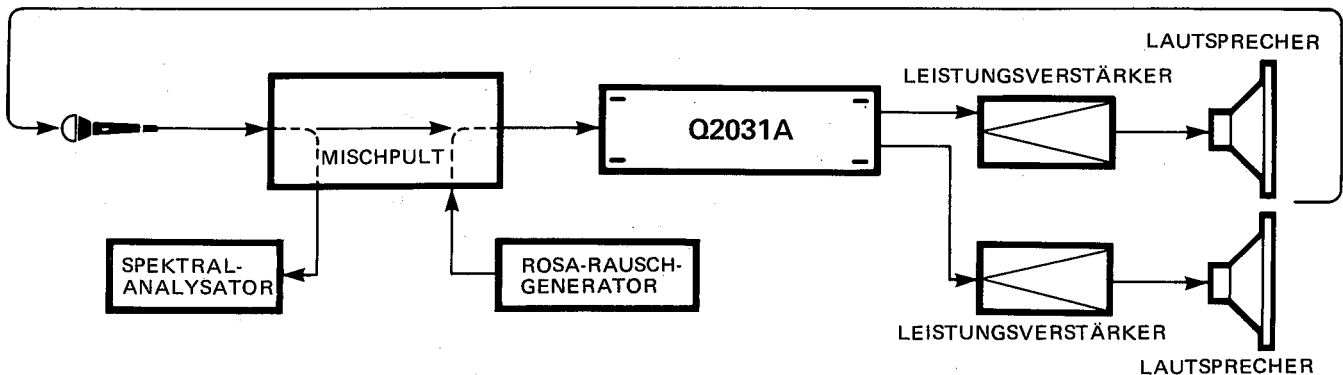 LAUTSPRECHER
LEISTUNGSVERSTÄRKER
Q2031A
MISCHPULT
SPEKTRAL-
ANALYSATOR
ROSA-RAUSCH-
GENERATOR
LEISTUNGSVERSTÄRKER
LAUTSPRECHER